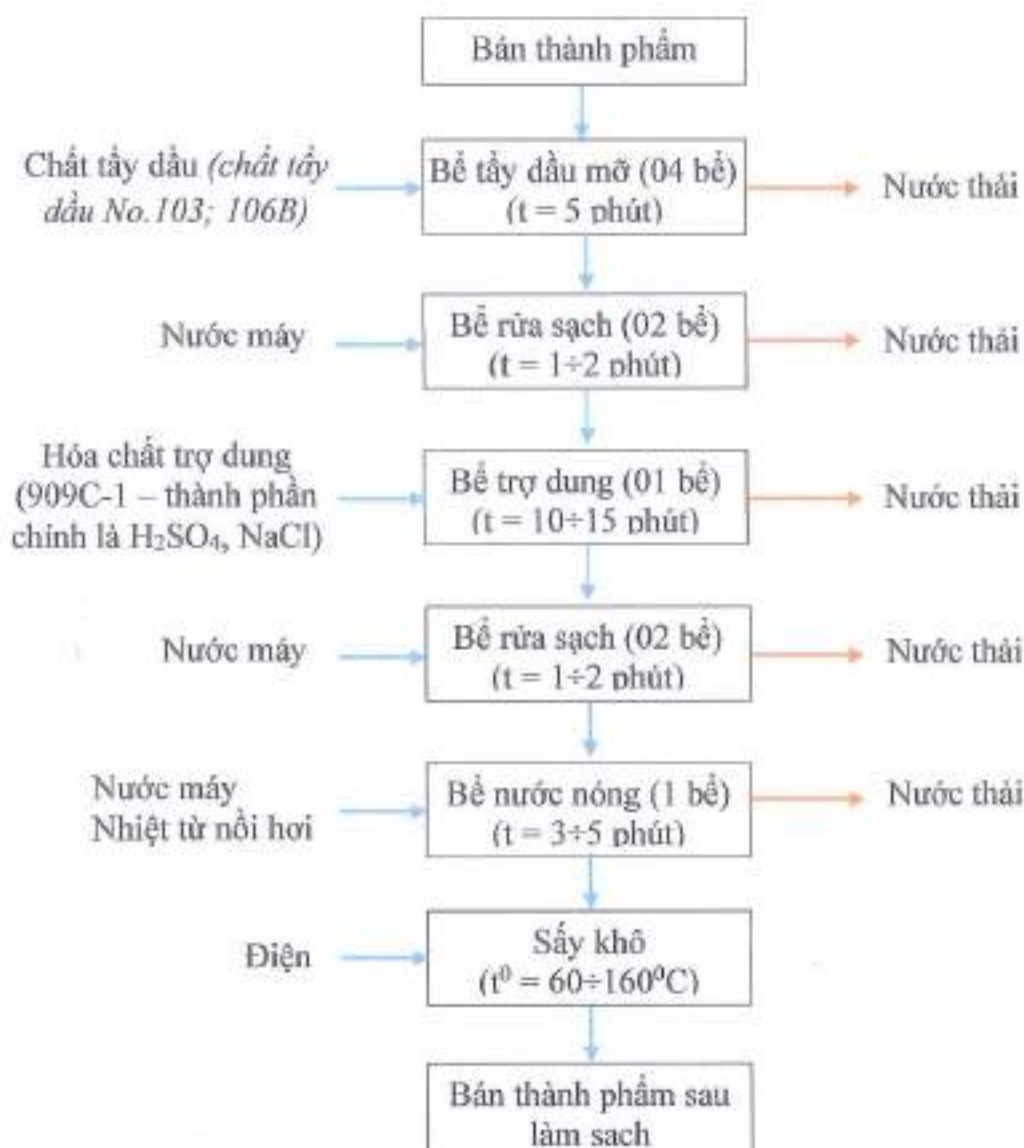 Bán thành phẩm
Chất tẩy dầu (chất tẩy
dầu No.103; 106B)
Bể tẩy dầu mỡ (04 bể)
(t = 5 phút)
Nước thải
Nước máy
Bể rửa sạch (02 bể)
(t = 1÷2 phút)
Nước thải
Hóa chất trợ dung
(909C-1 – thành phần
chính là H₂SO₄, NaCl)
Bể trợ dung (01 bể)
(t = 10÷15 phút)
Nước thải
Nước máy
Bể rửa sạch (02 bể)
(t = 1÷2 phút)
Nước thải
Nước máy
Nhiệt từ nồi hơi
Bể nước nóng (1 bể)
(t = 3÷5 phút)
Nước thải
Điện
Sấy khô
(t⁰ = 60÷160⁰C)
Bán thành phẩm sau
làm sạch